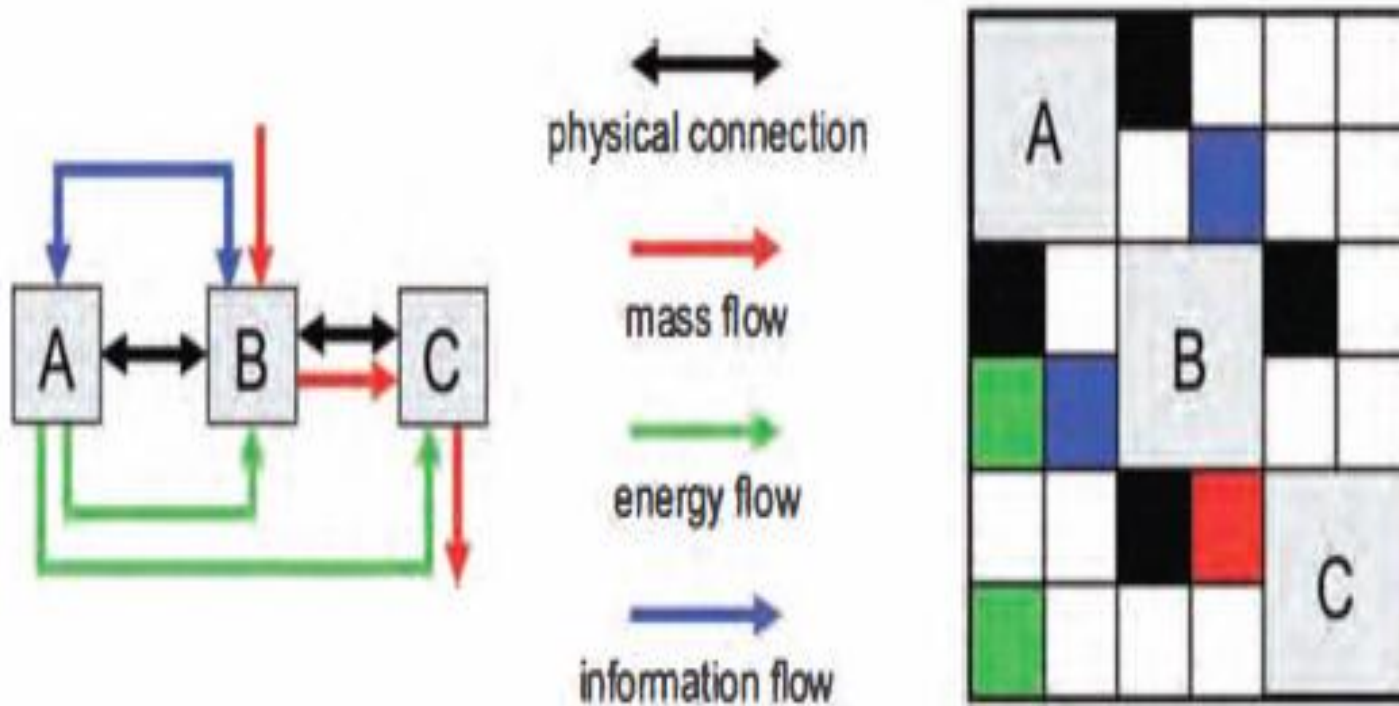 A
B
C
physical connection
mass flow
energy flow
information flow
A
B
C